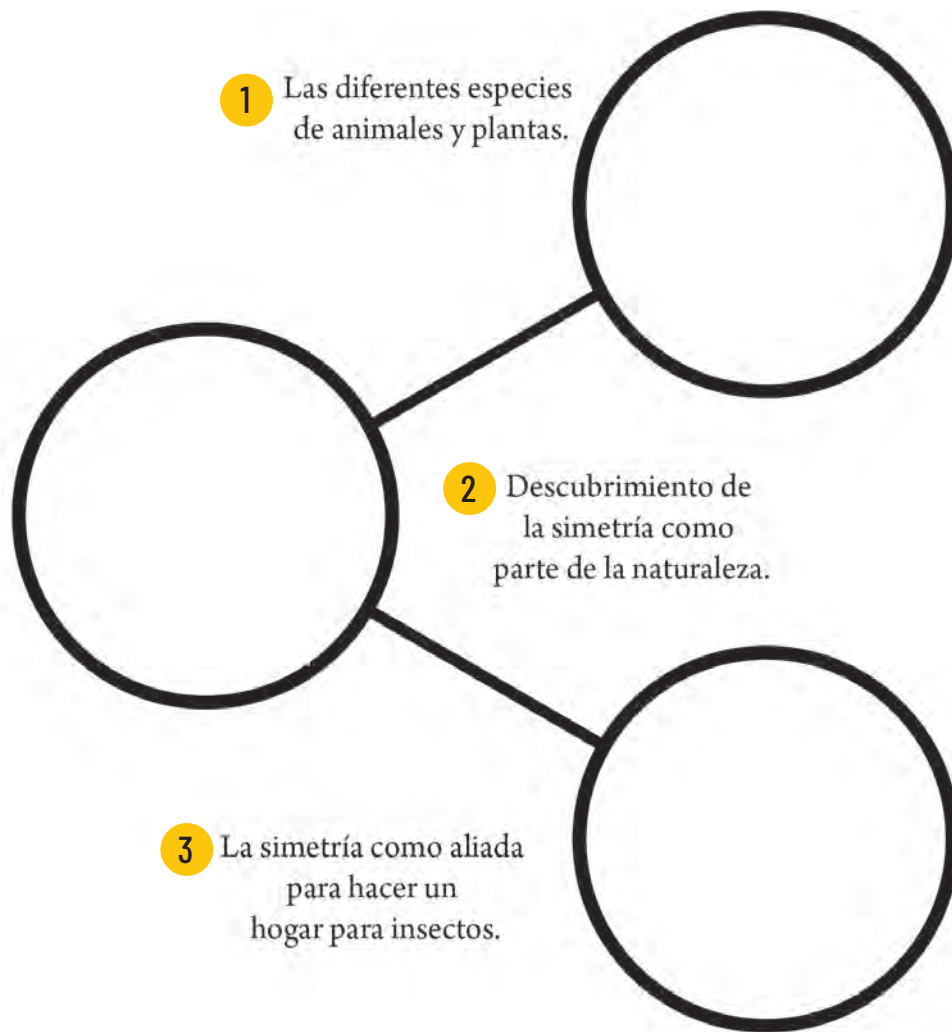 1 Las diferentes especies
de animales y plantas.
2 Descubrimiento de
la simetría como
parte de la naturaleza.
3 La simetría como aliada
para hacer un
hogar para insectos.